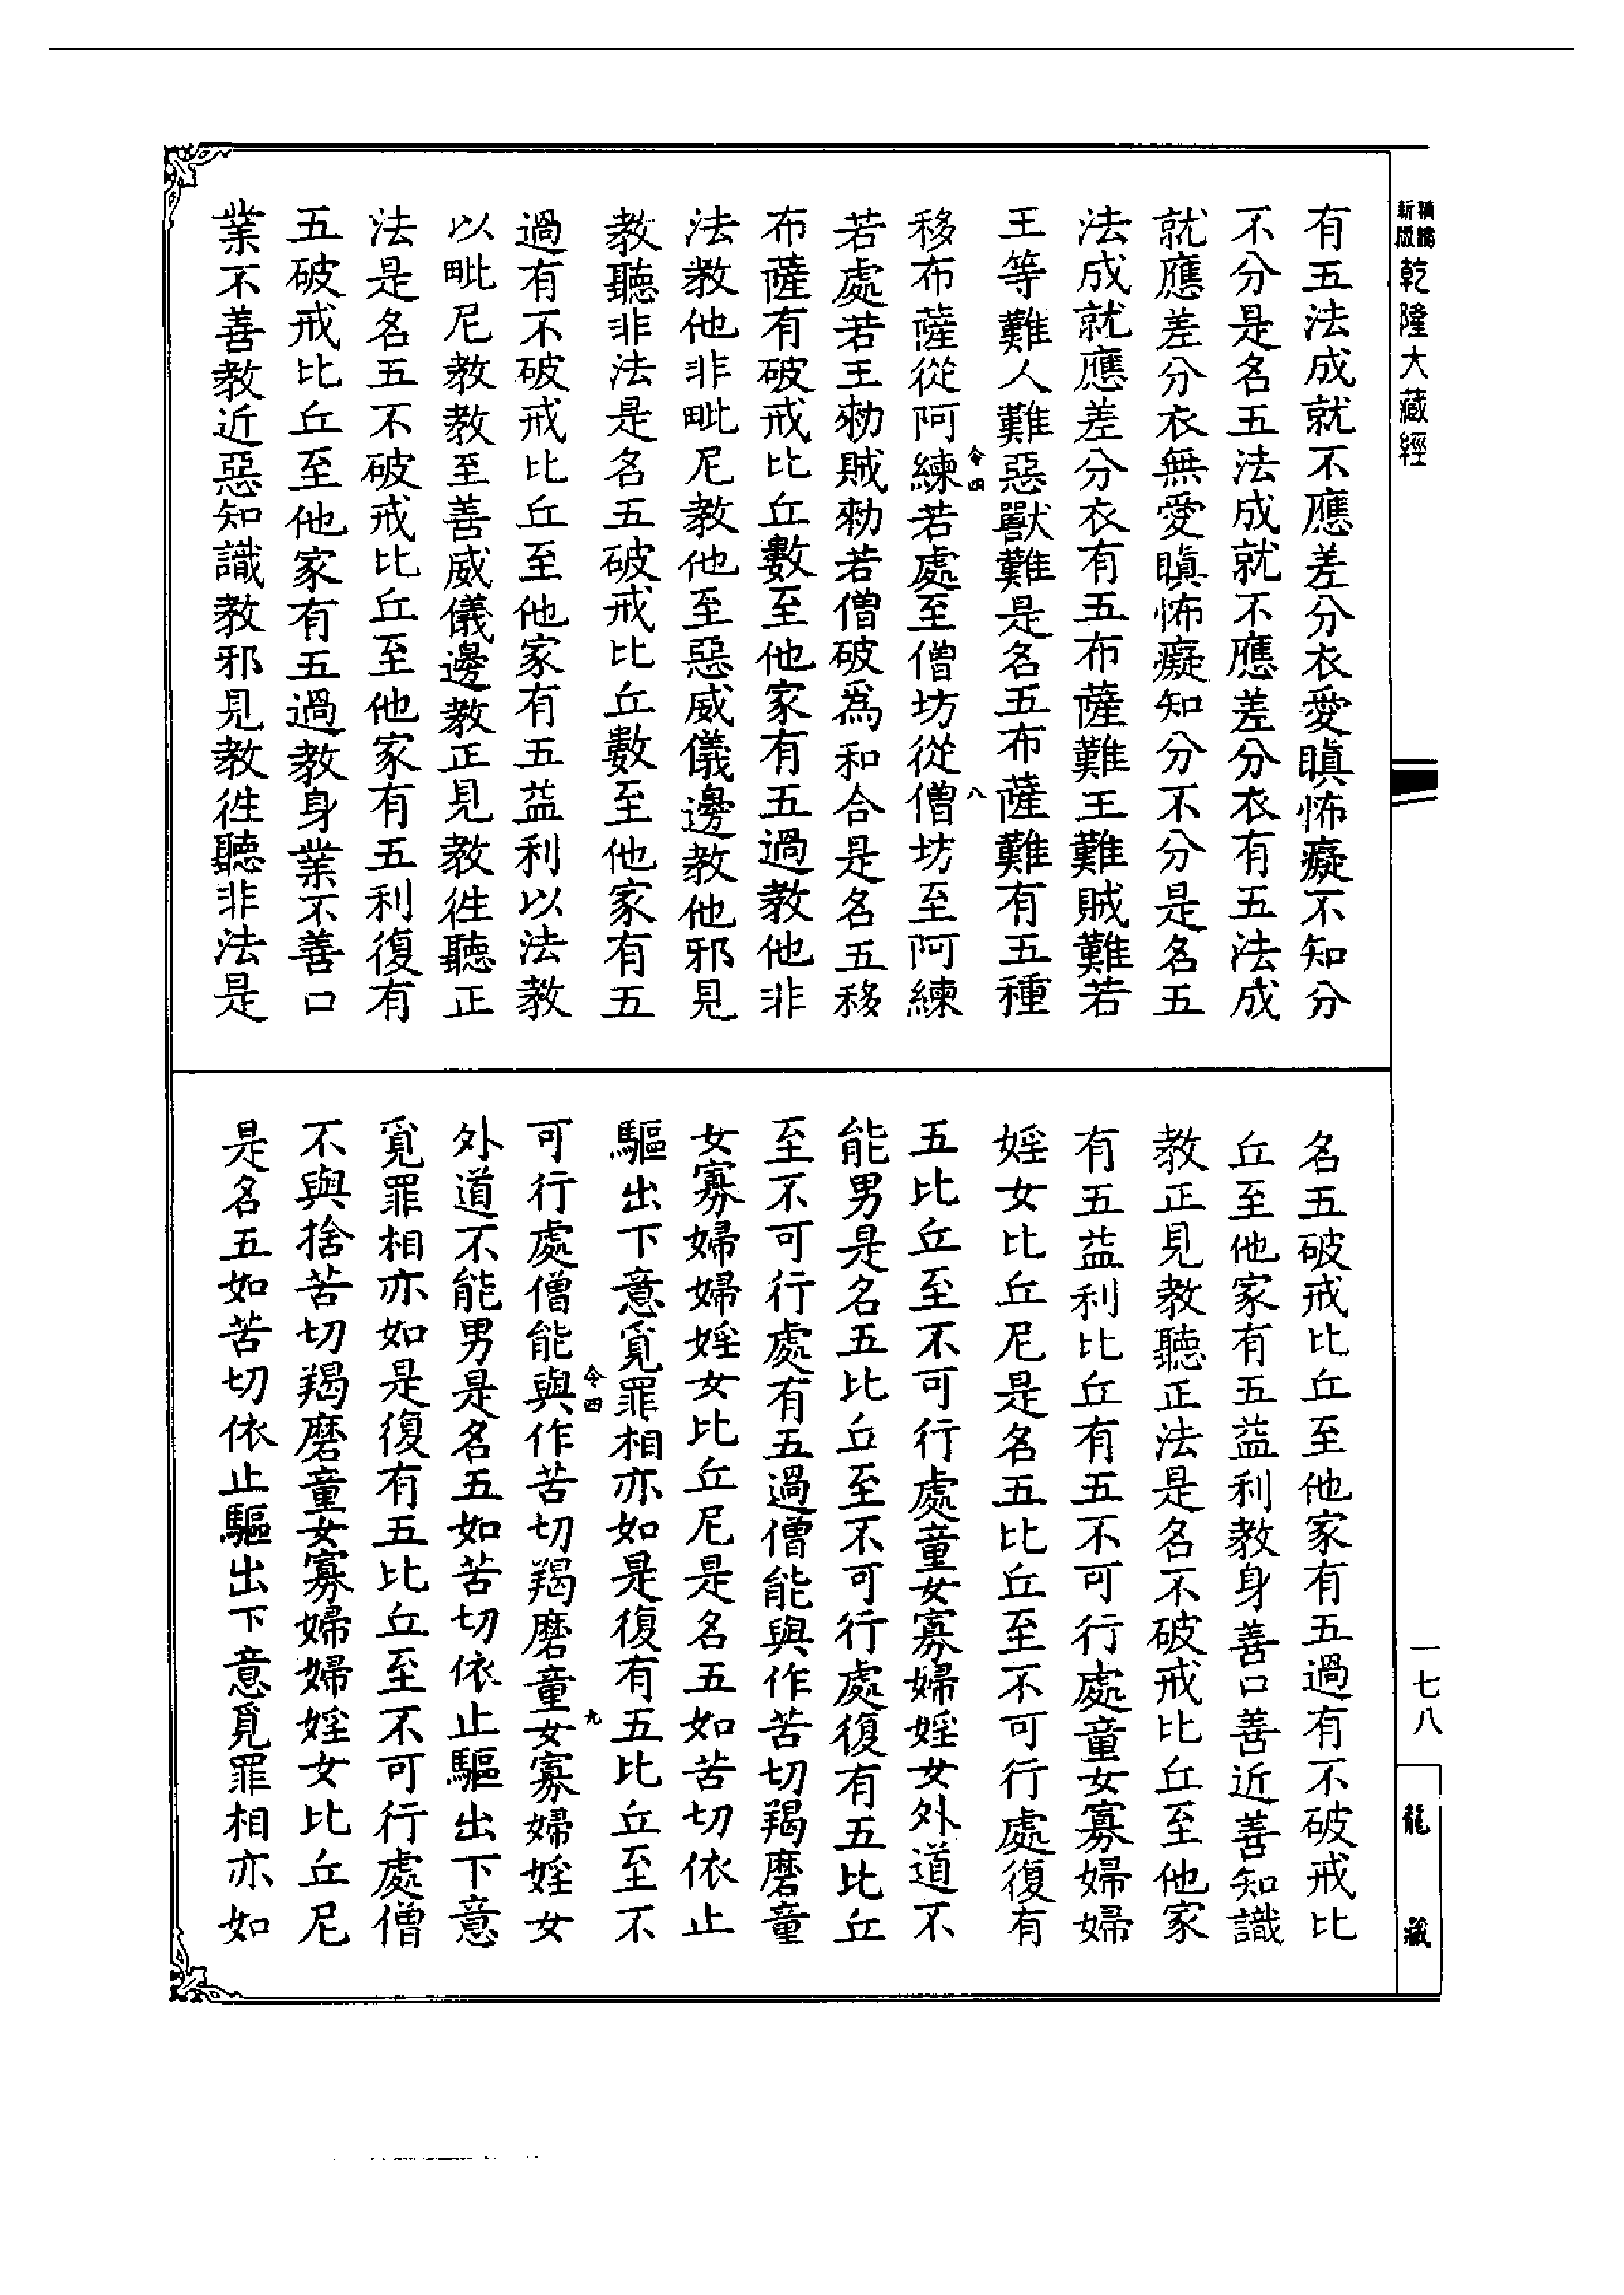 新版
精縮
乾隆大藏經
有五法成就不應差分衣愛瞋怖癡不知分
不分是名五法成就不應差分衣有五法成
就應差分衣無愛瞋怖癡知分不分是名五
法成就應差分衣有五布薩難王難賊難若
王等難人難惡獸難是名五布薩難有五種
令四
八
移布薩從阿練若處至僧坊從僧坊至阿練
若處若王勑賊勑若僧破爲和合是名五移
布薩有破戒比丘數至他家有五過教他非
法教他非毗尼教他至惡威儀邊教他邪見
教聽非法是名五破戒比丘數至他家有五
過有不破戒比丘至他家有五益利以法教
以毗尼教教至善威儀邊教正見教徃聽正
法是名五不破戒比丘至他家有五利復有
五破戒比丘至他家有五過教身業不善口
業不善教近惡知識教邪見教徃聽非法是
名五破戒比丘至他家有五過有不破戒比
丘至他家有五益利教身善口善近善知識
教正見教聽正法是名不破戒比丘至他家
有五益利比丘有五不可行處童女寡婦婦
婬女比丘尼是名五比丘至不可行處復有
五比丘至不可行處童女寡婦婬女外道不
能男是名五比丘至不可行處復有五比丘
至不可行處有五過僧能與作苦切羯磨童
女寡婦婦婬女比丘尼是名五如苦切依止
驅出下意覓罪相亦如是復有五比丘至不
令四
九
可行處僧能與作苦切羯磨童女寡婦婬女
外道不能男是名五如苦切依止驅出下意
覓罪相亦如是復有五比丘至不可行處僧
不與捨苦切羯磨童女寡婦婦婬女比丘尼
是名五如苦切依止驅出下意覓罪相亦如
一七八
龍藏